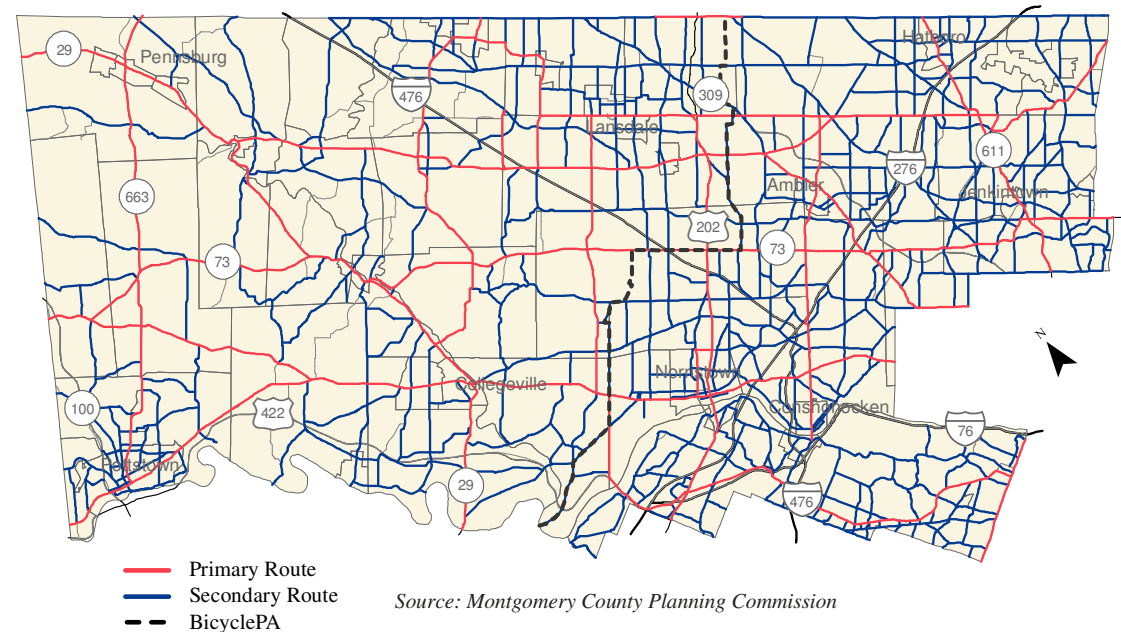 29
Pennsburg
Hatboro
476
309
Lansdale
611
276
663
Ambler
Jenkintown
202
73
73
Norristown
Collegeville
100
422
Conshohocken
76
Pottstown
29
476
N
Primary Route
Secondary Route
BicyclePA
Source: Montgomery County Planning Commission